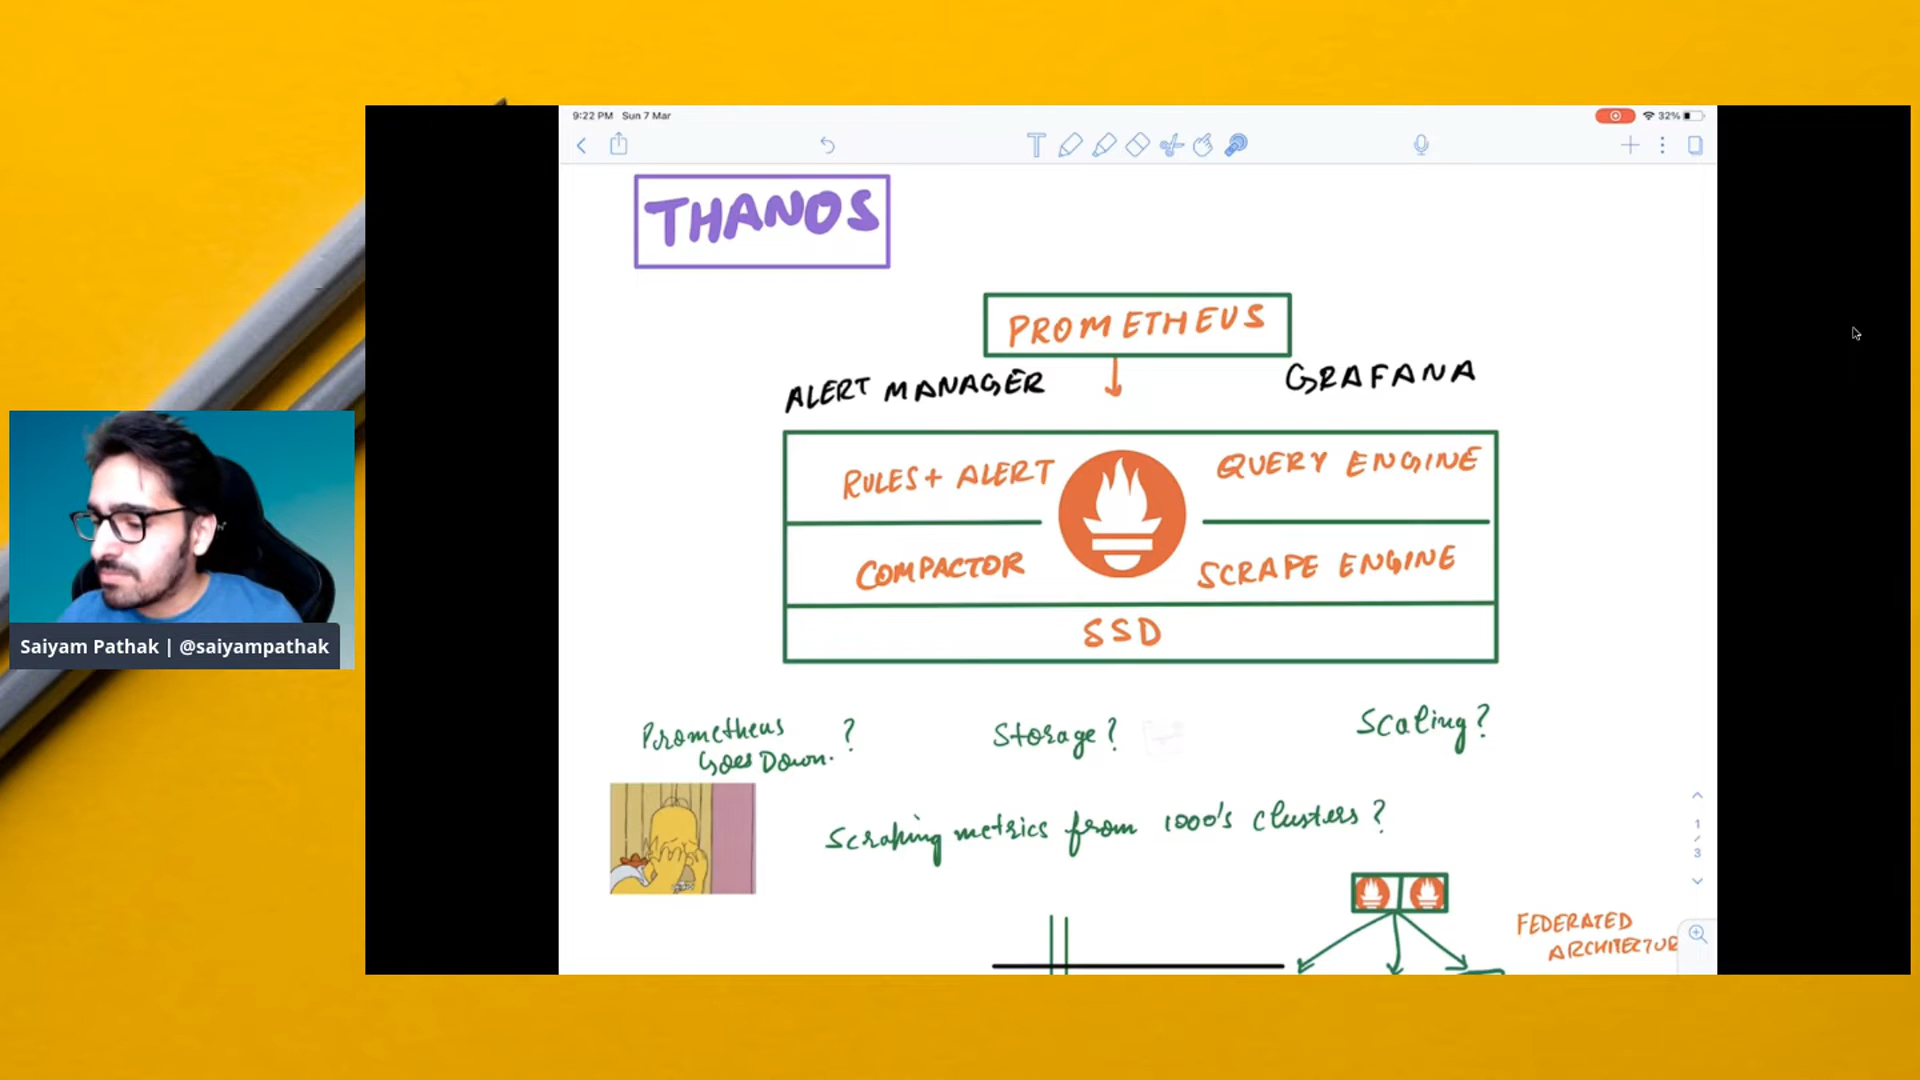 9:22 PM Sun 7 Mar
32%
T
THANOS
PROMETHEUS
ALERT MANAGER
GRAFANA
RULES + ALERT
QUERY ENGINE
COMPACTOR
SCRAPE ENGINE
SSD
Prometheus
Goes Down. ?
Storage?
Scaling?
Scraping metrics from 1000's clusters?
1
/
3
FEDERATED
ARCHITECTUR
Saiyam Pathak | @saiyampathak